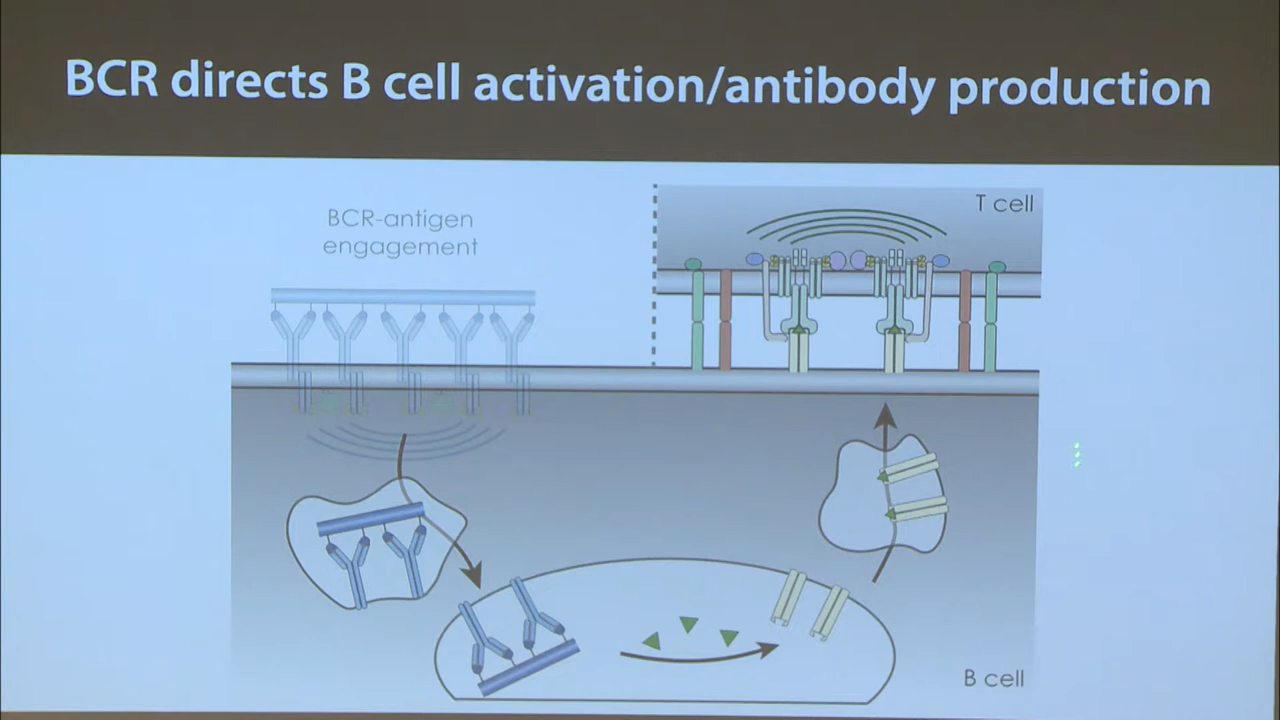 BCR directs B cell activation/antibody production
BCR-antigen
engagement
T cell
B cell